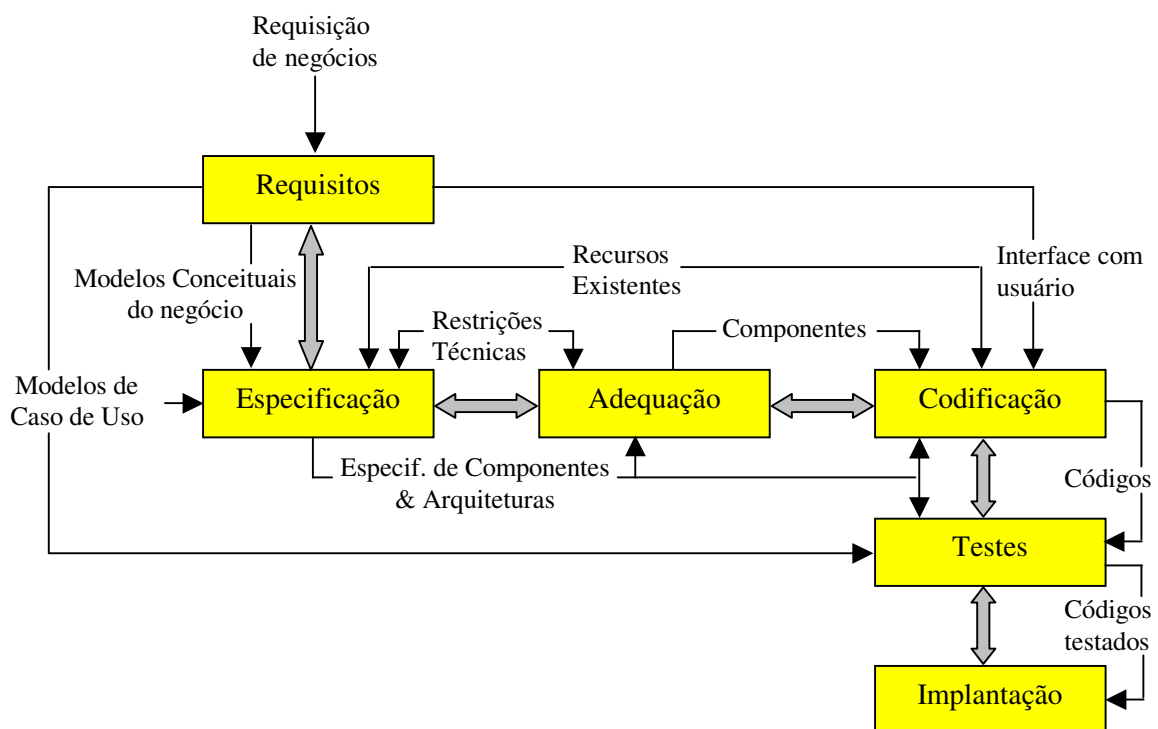 Requisição
de negócios
Requisitos
Modelos Conceituais
do negócio
Recursos
Existentes
Interface com
usuário
Restrições
Técnicas
Componentes
Modelos de
Caso de Uso
Especificação
Adequação
Codificação
Especif. de Componentes
& Arquiteturas
Códigos
Testes
Códigos
testados
Implantação